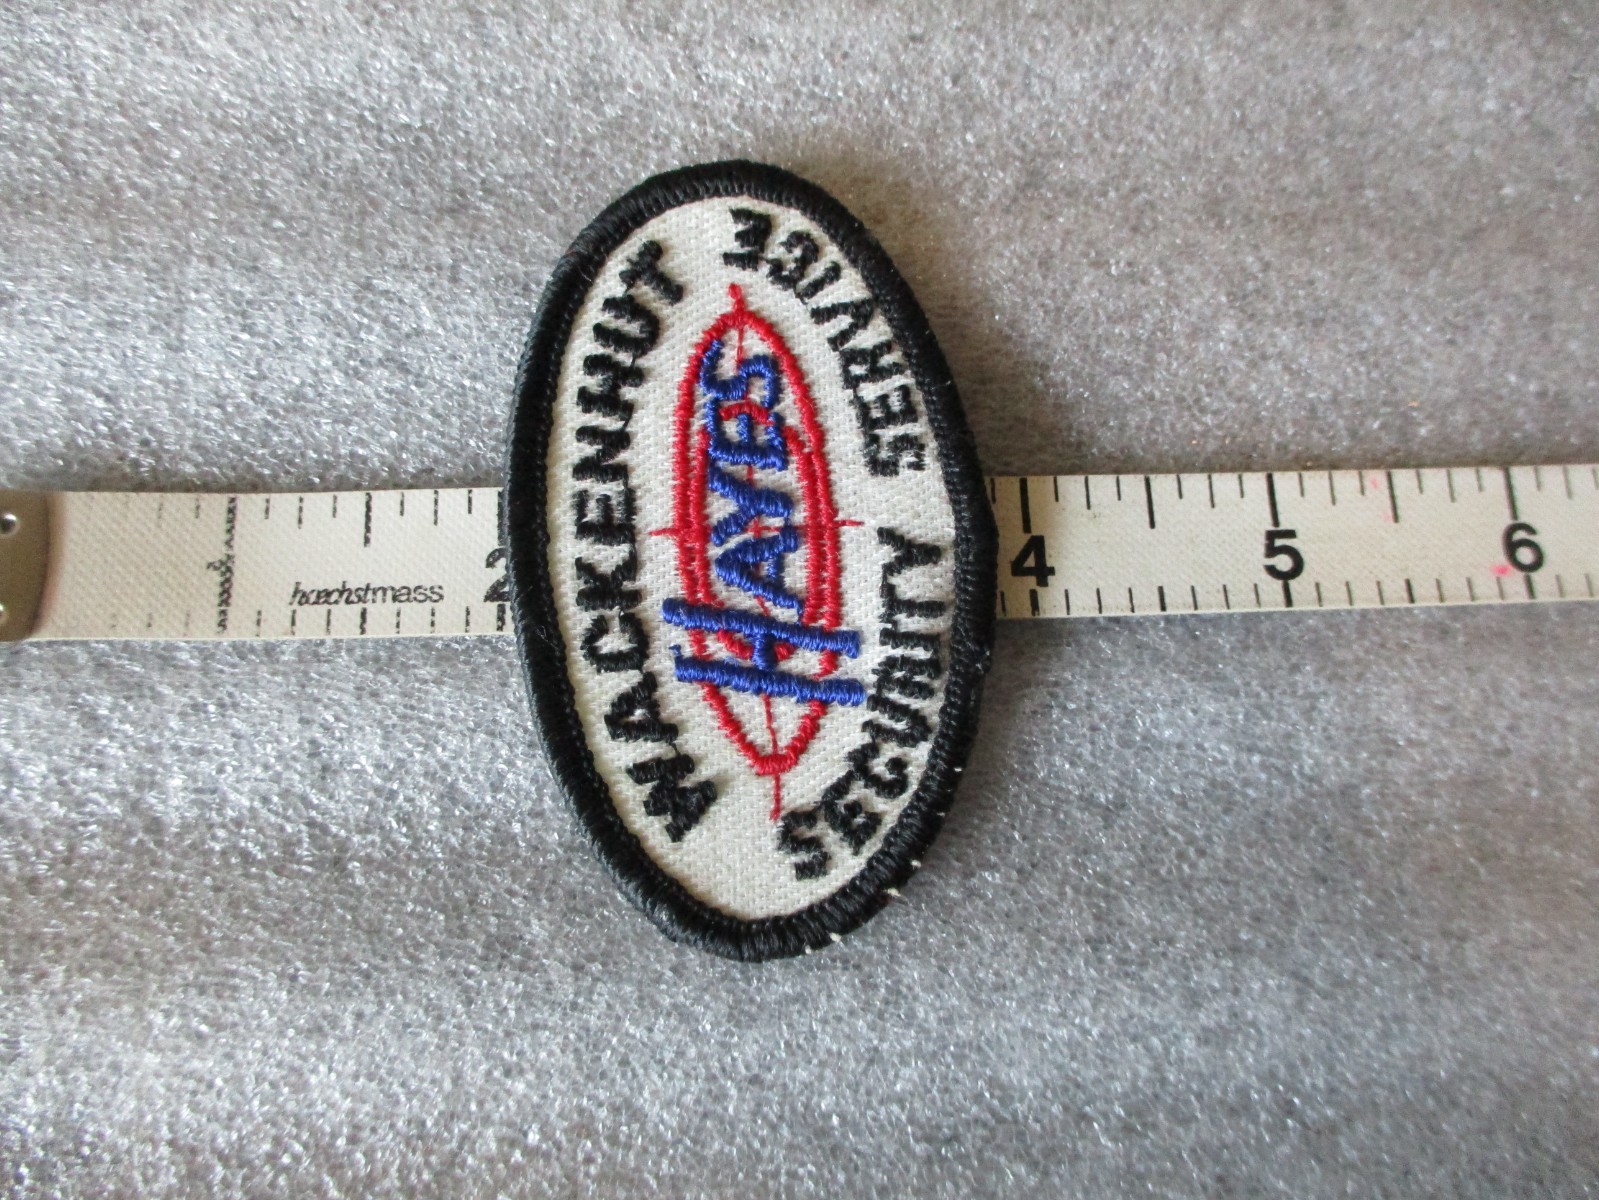 WACKENHUT
HAYES
SECURITY SERVICE
hoechstmass
2
4
5
6